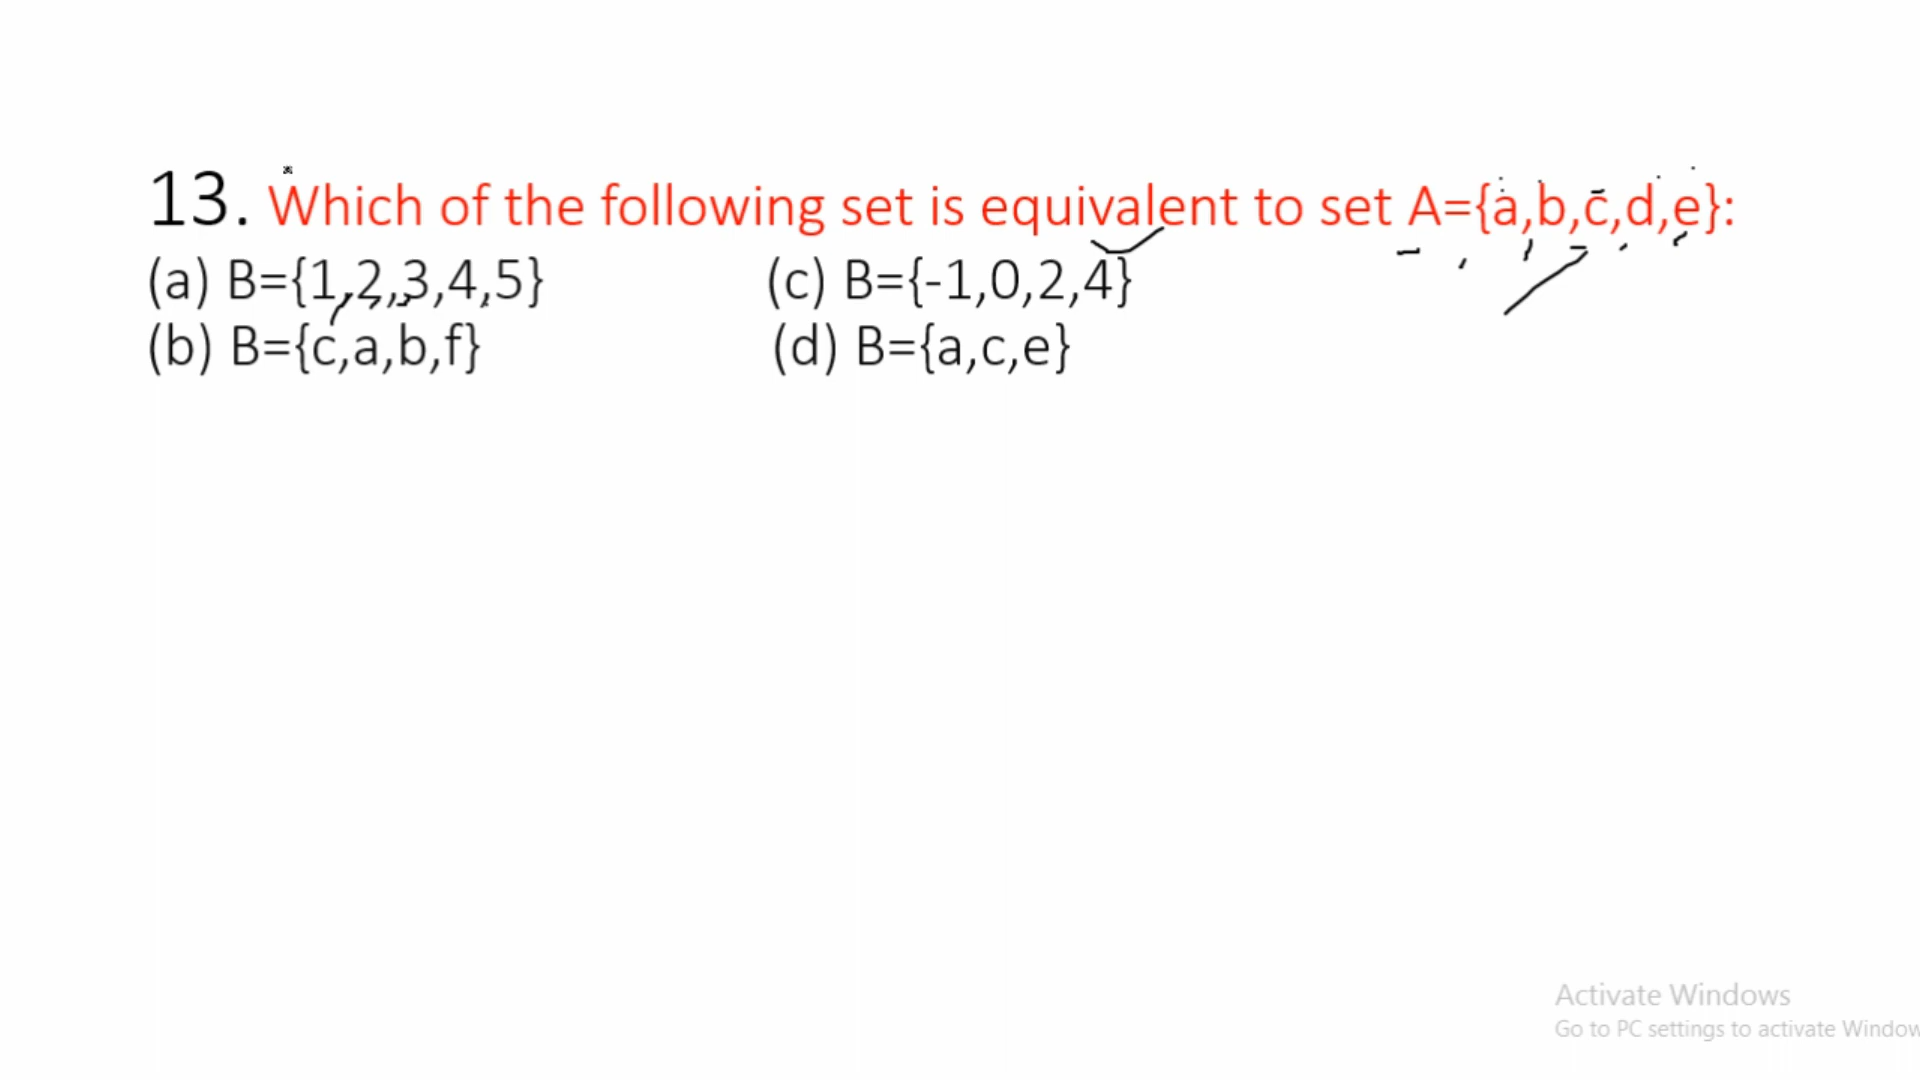 13. Which of the following set is equivalent to set A={a,b,c,d,e}:
(a) B={1,2,3,4,5} (c) B={-1,0,2,4}
(b) B={c,a,b,f} (d) B={a,c,e}
Activate Windows
Go to PC settings to activate Window